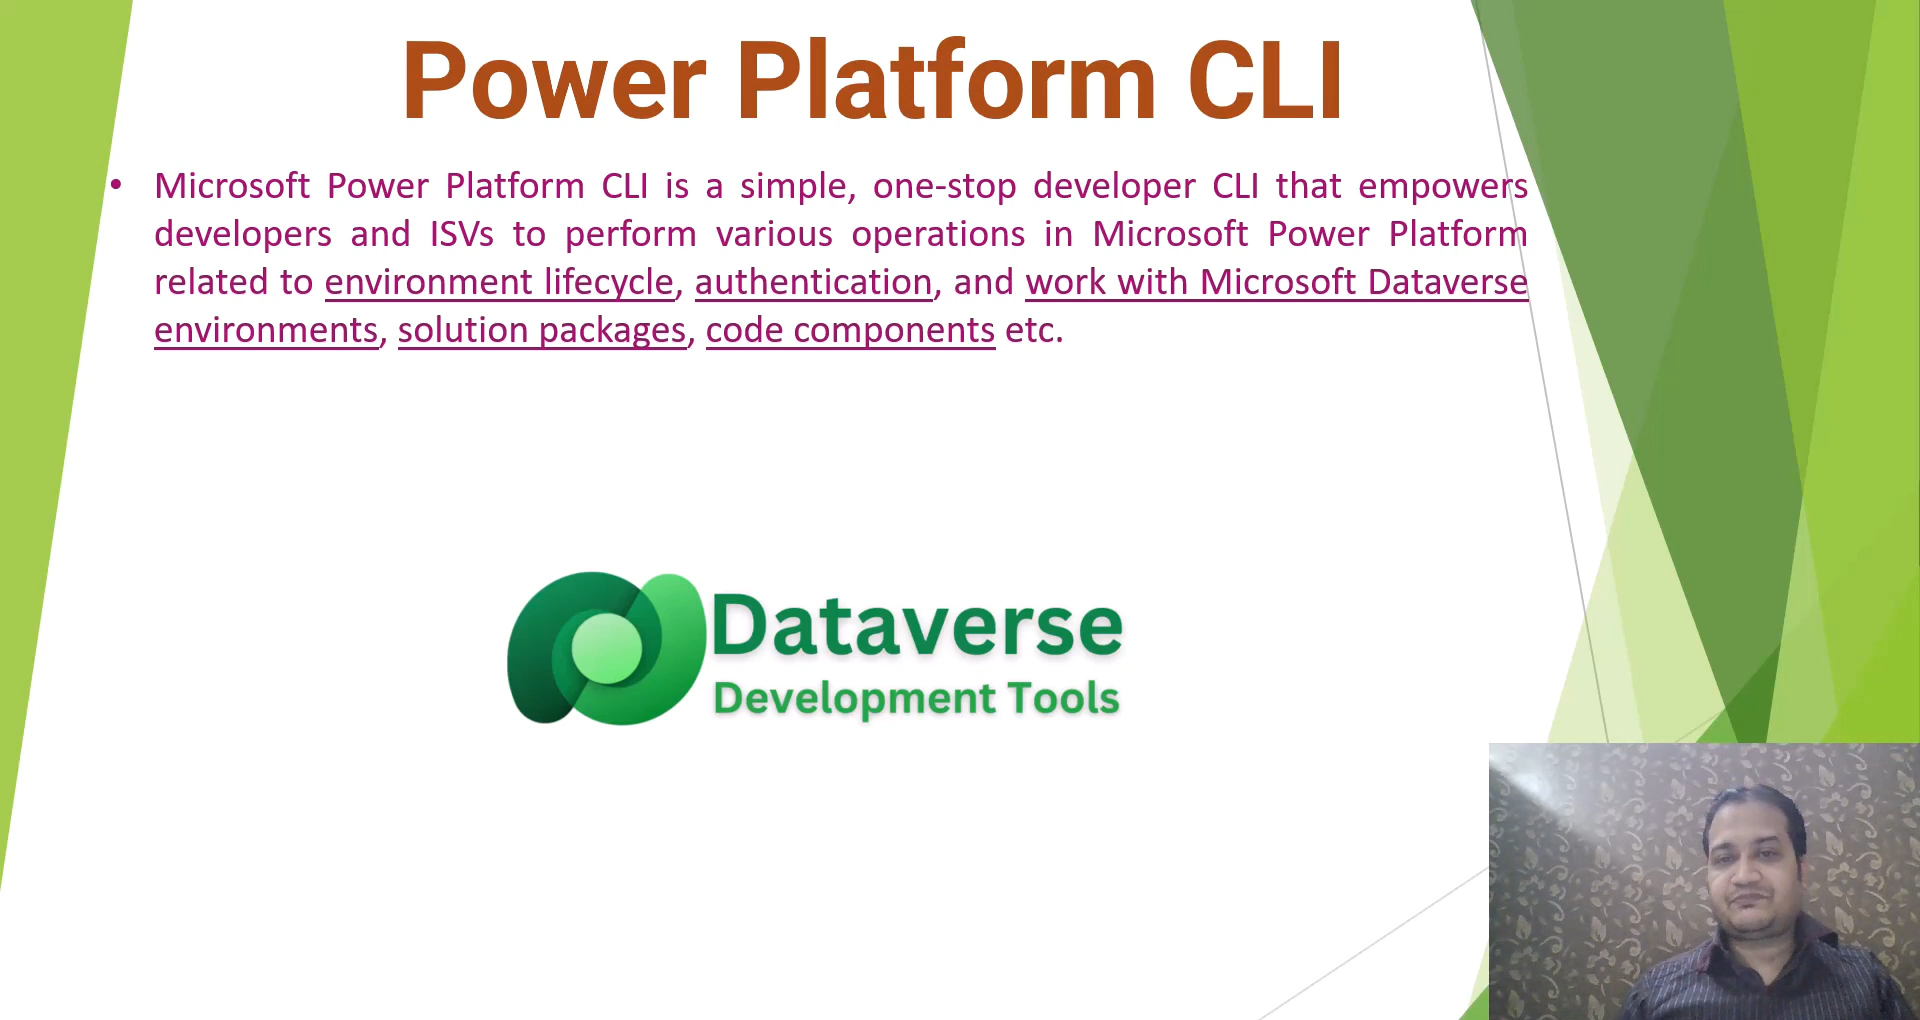 Power Platform CLI
• Microsoft Power Platform CLI is a simple, one-stop developer CLI that empowers
developers and ISVs to perform various operations in Microsoft Power Platform
related to environment lifecycle, authentication, and work with Microsoft Dataverse
environments, solution packages, code components etc.
Dataverse
Development Tools